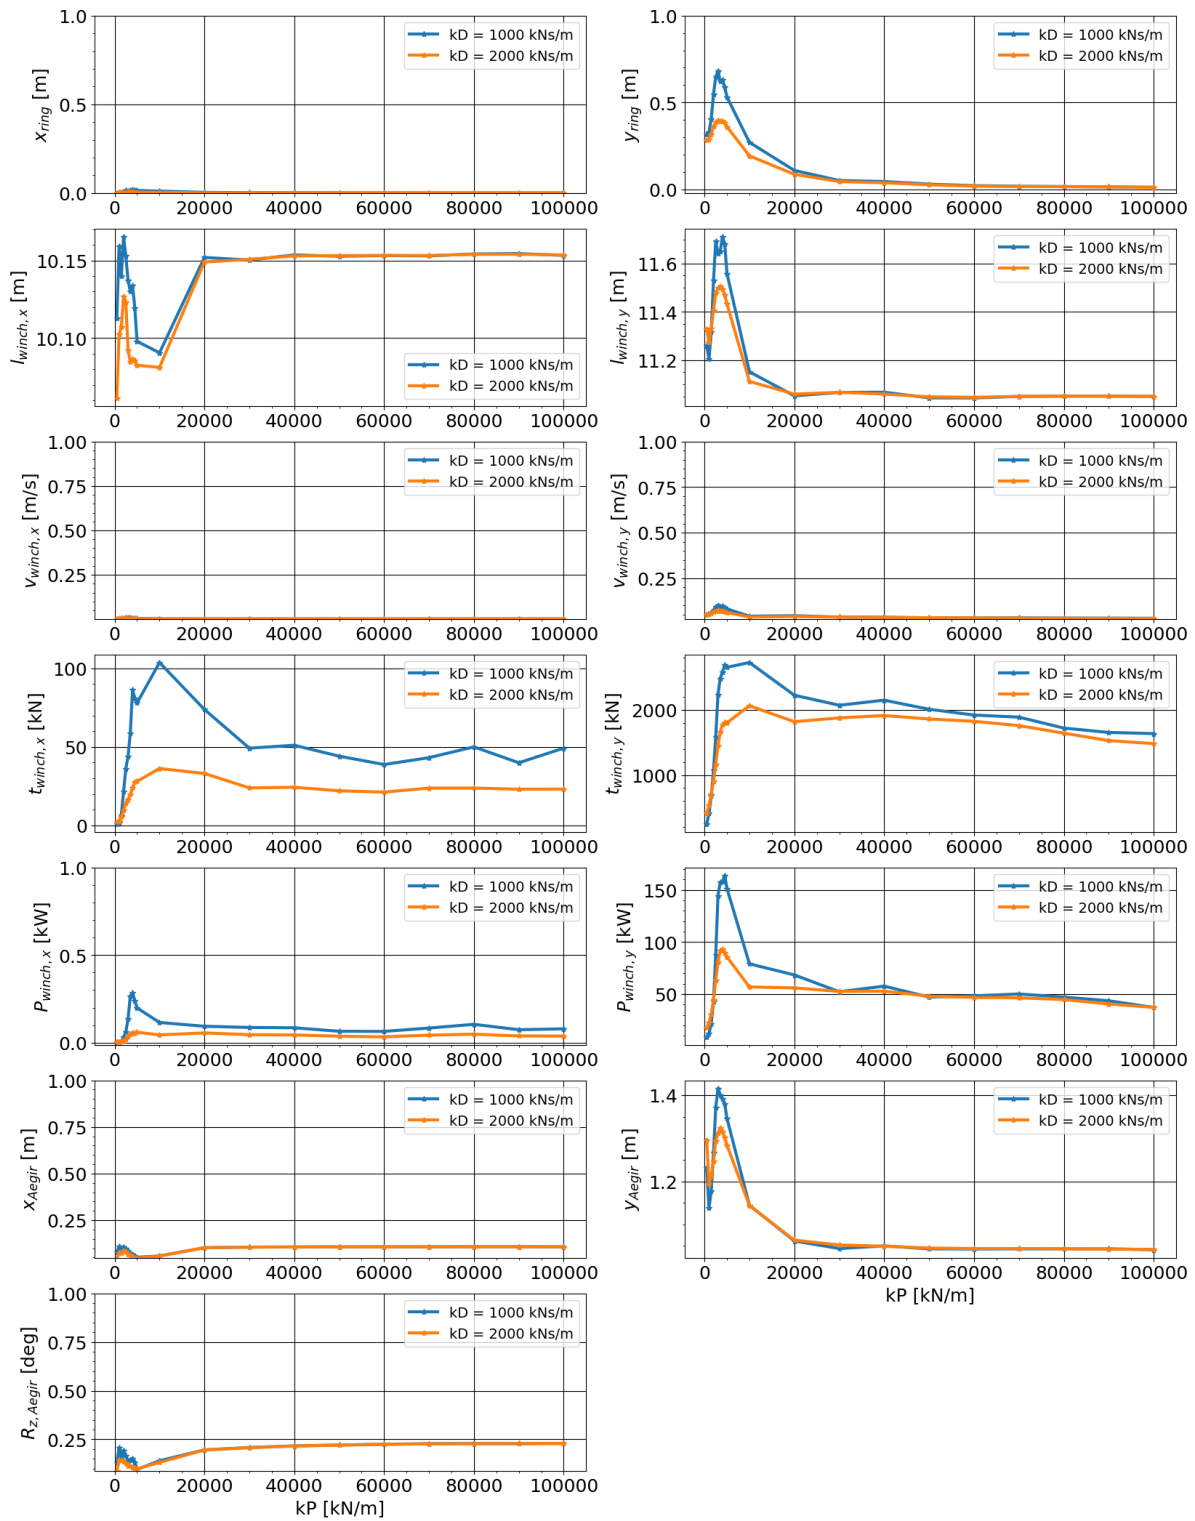 1.0
0.5
0.0
x_ring [m]
kD = 1000 kNs/m
kD = 2000 kNs/m
0 20000 40000 60000 80000 100000
1.0
0.5
0.0
y_ring [m]
kD = 1000 kNs/m
kD = 2000 kNs/m
0 20000 40000 60000 80000 100000
10.15
10.10
l_winch,x [m]
kD = 1000 kNs/m
kD = 2000 kNs/m
0 20000 40000 60000 80000 100000
11.6
11.4
11.2
l_winch,y [m]
kD = 1000 kNs/m
kD = 2000 kNs/m
0 20000 40000 60000 80000 100000
1.00
0.75
0.50
0.25
v_winch,x [m/s]
kD = 1000 kNs/m
kD = 2000 kNs/m
0 20000 40000 60000 80000 100000
1.00
0.75
0.50
0.25
v_winch,y [m/s]
kD = 1000 kNs/m
kD = 2000 kNs/m
0 20000 40000 60000 80000 100000
100
50
0
t_winch,x [kN]
kD = 1000 kNs/m
kD = 2000 kNs/m
0 20000 40000 60000 80000 100000
2000
1000
t_winch,y [kN]
kD = 1000 kNs/m
kD = 2000 kNs/m
0 20000 40000 60000 80000 100000
1.0
0.5
0.0
P_winch,x [kW]
kD = 1000 kNs/m
kD = 2000 kNs/m
0 20000 40000 60000 80000 100000
150
100
50
P_winch,y [kW]
kD = 1000 kNs/m
kD = 2000 kNs/m
0 20000 40000 60000 80000 100000
1.00
0.75
0.50
0.25
x_Aegir [m]
kD = 1000 kNs/m
kD = 2000 kNs/m
0 20000 40000 60000 80000 100000
1.4
1.2
y_Aegir [m]
kD = 1000 kNs/m
kD = 2000 kNs/m
0 20000 40000 60000 80000 100000
kP [kN/m]
1.00
0.75
0.50
0.25
R_z,Aegir [deg]
kD = 1000 kNs/m
kD = 2000 kNs/m
0 20000 40000 60000 80000 100000
kP [kN/m]